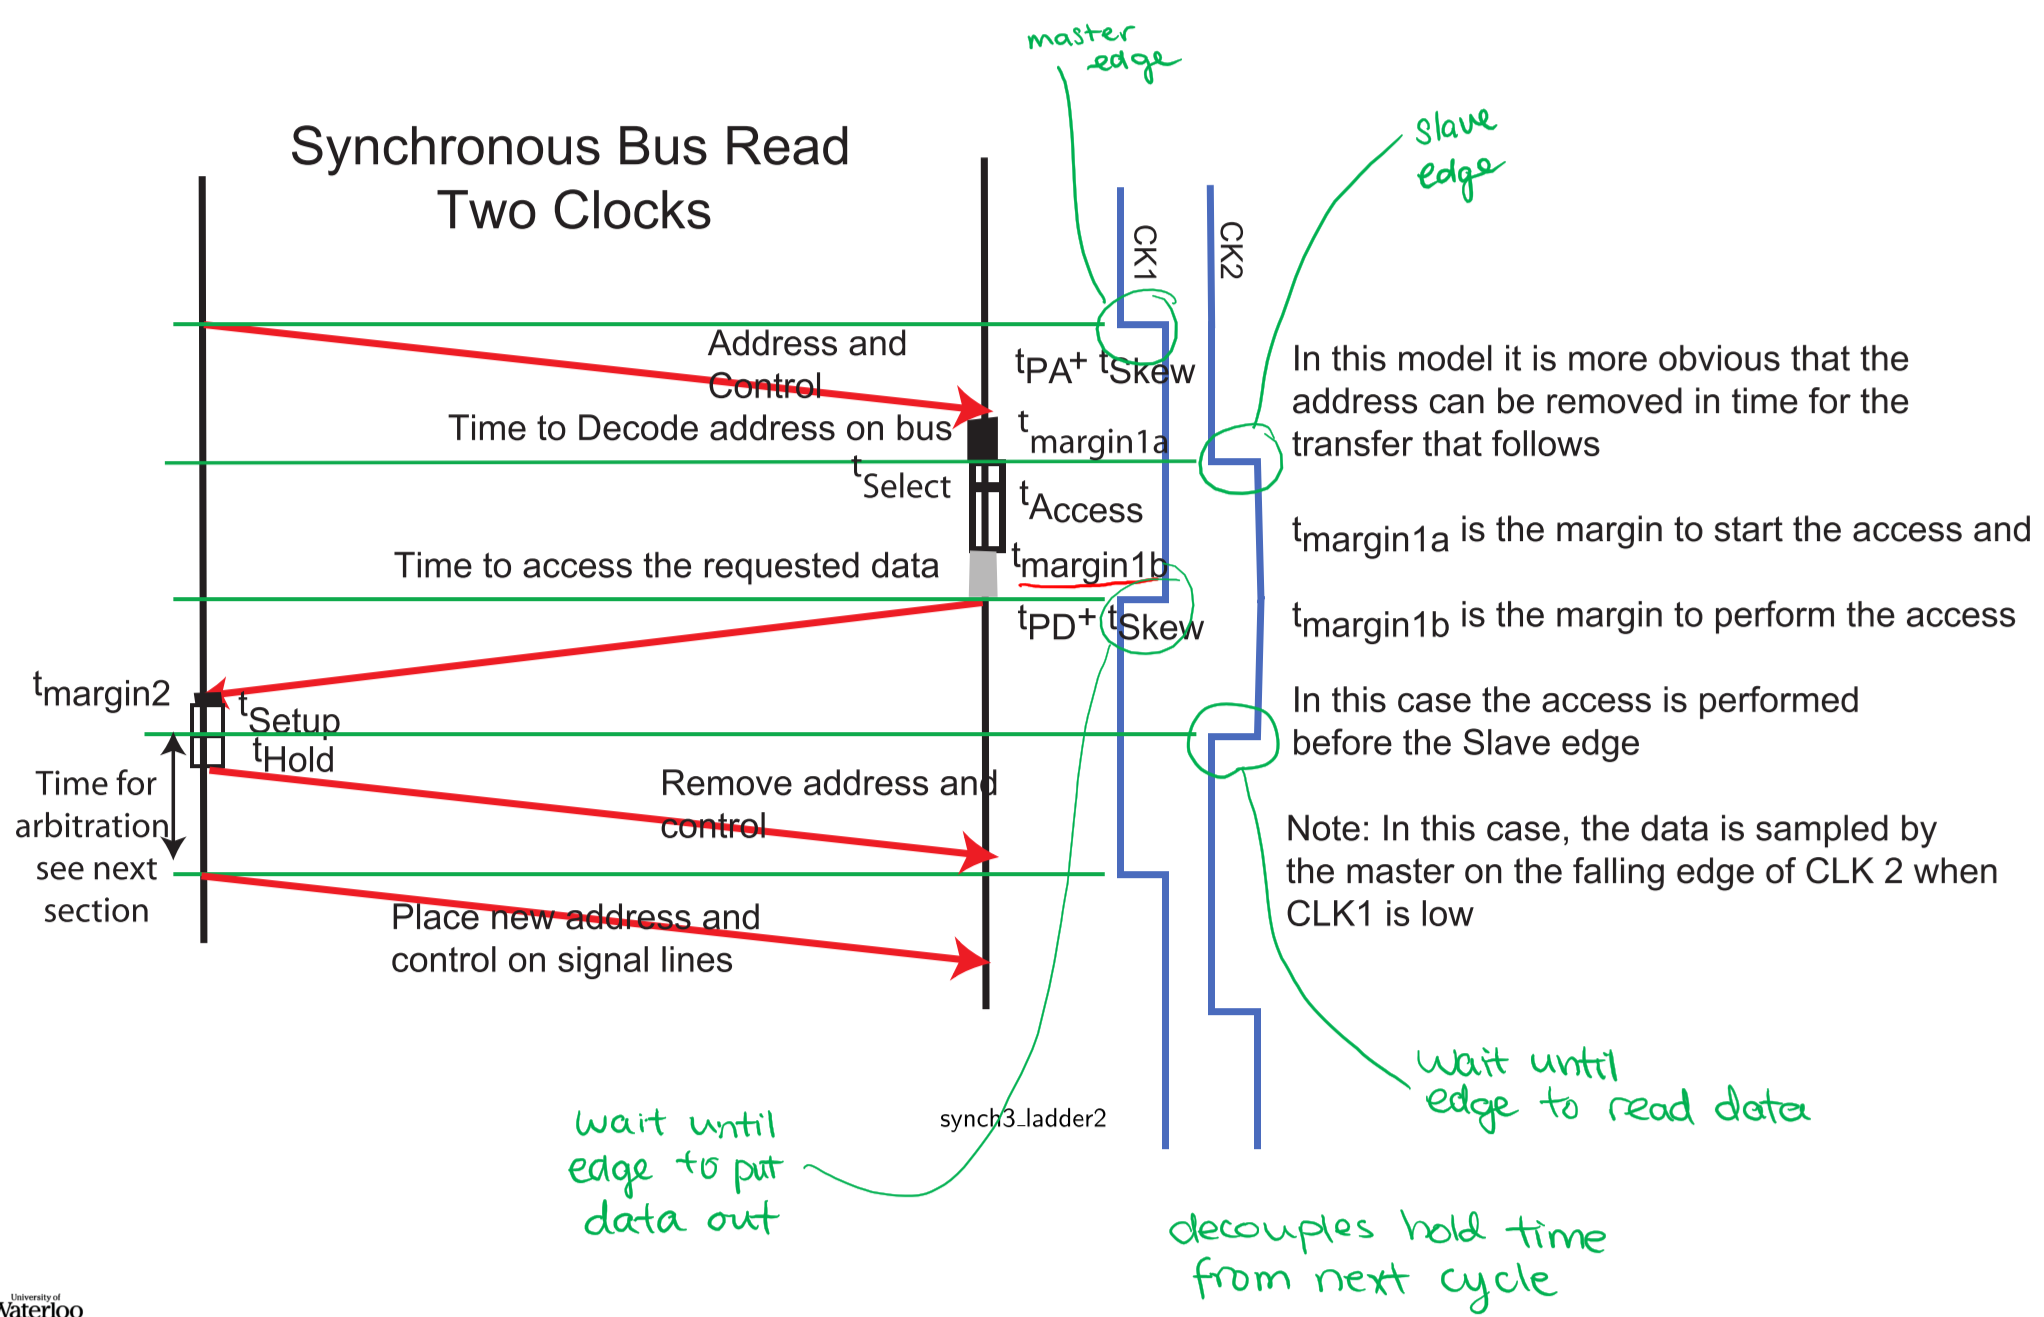 master
edge
slave
edge
Synchronous Bus Read
Two Clocks
CK1
CK2
Address and
Control
tPA+ tSkew
Time to Decode address on bus
tmargin1a
tSelect
tAccess
Time to access the requested data
tmargin1b
tPD+ tSkew
tmargin2
tSetup
tHold
Time for
arbitration
see next
section
Remove address and
control
Place new address and
control on signal lines
In this model it is more obvious that the
address can be removed in time for the
transfer that follows
tmargin1a is the margin to start the access and
tmargin1b is the margin to perform the access
In this case the access is performed
before the Slave edge
Note: In this case, the data is sampled by
the master on the falling edge of CLK 2 when
CLK1 is low
wait until
edge to read data
synch3_ladder2
wait until
edge to put
data out
decouples hold time
from next cycle
University of
Waterloo